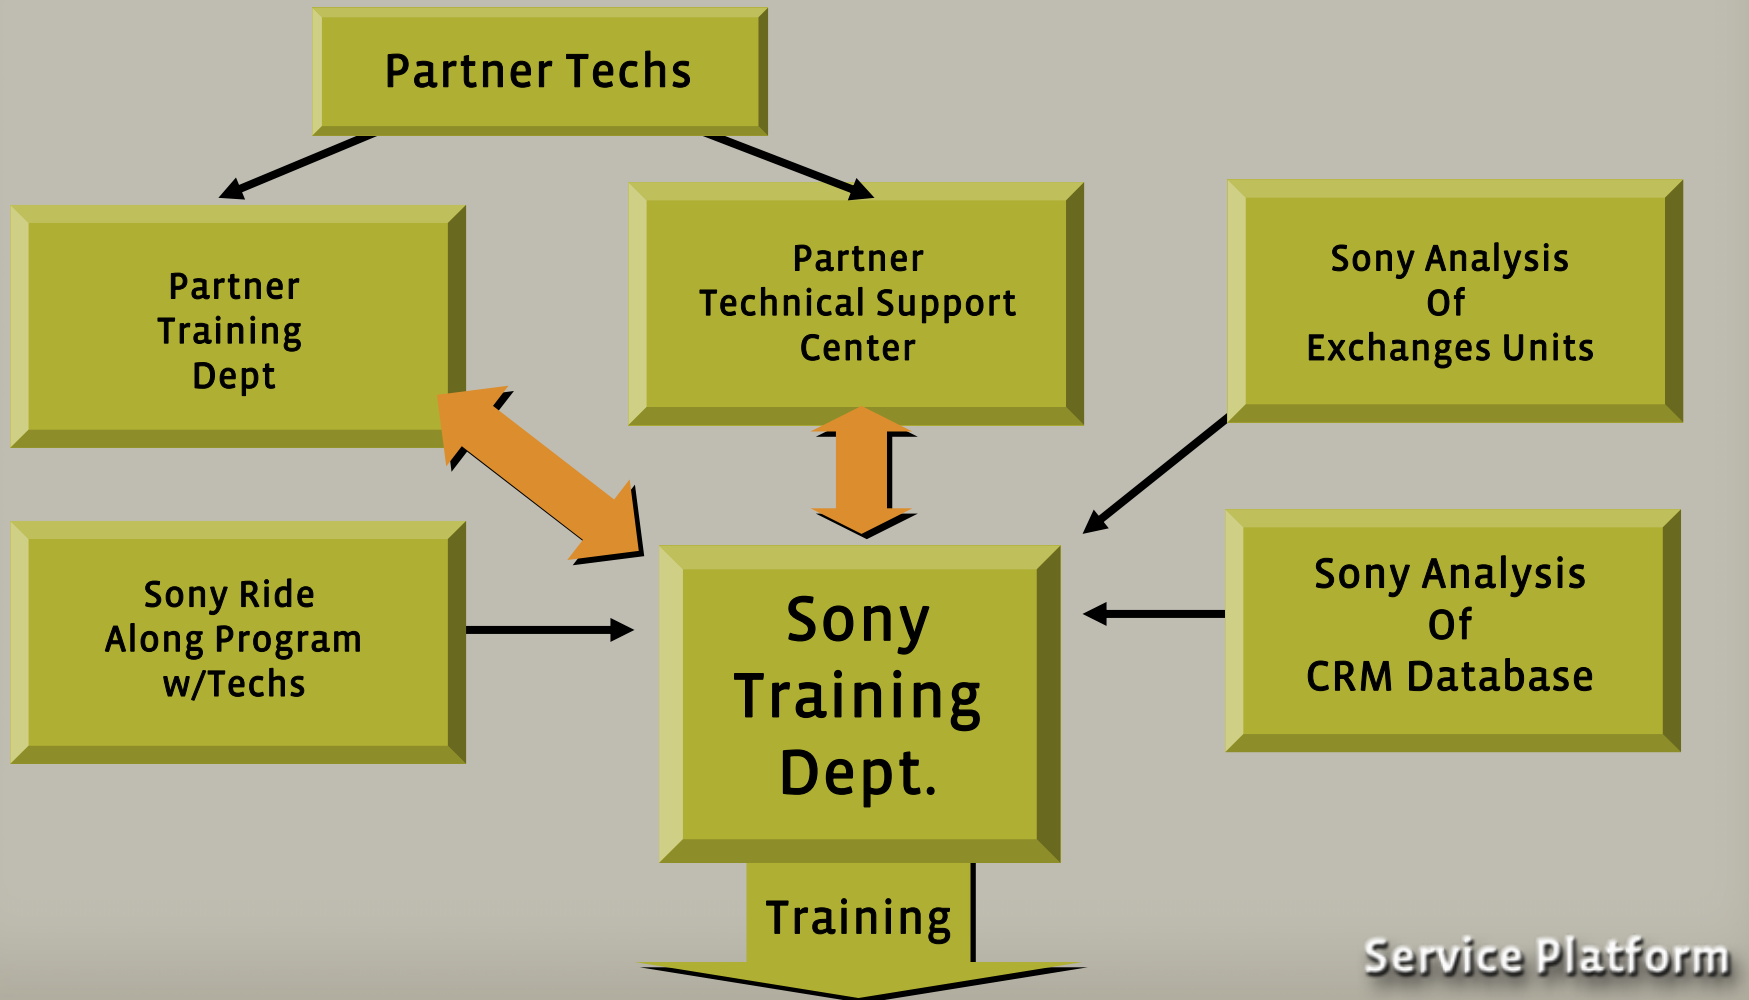 Partner Techs
Partner
Training
Dept
Partner
Technical Support
Center
Sony Analysis
Of
Exchanges Units
Sony Ride
Along Program
w/Techs
Sony
Training
Dept.
Sony Analysis
Of
CRM Database
Training
Service Platform